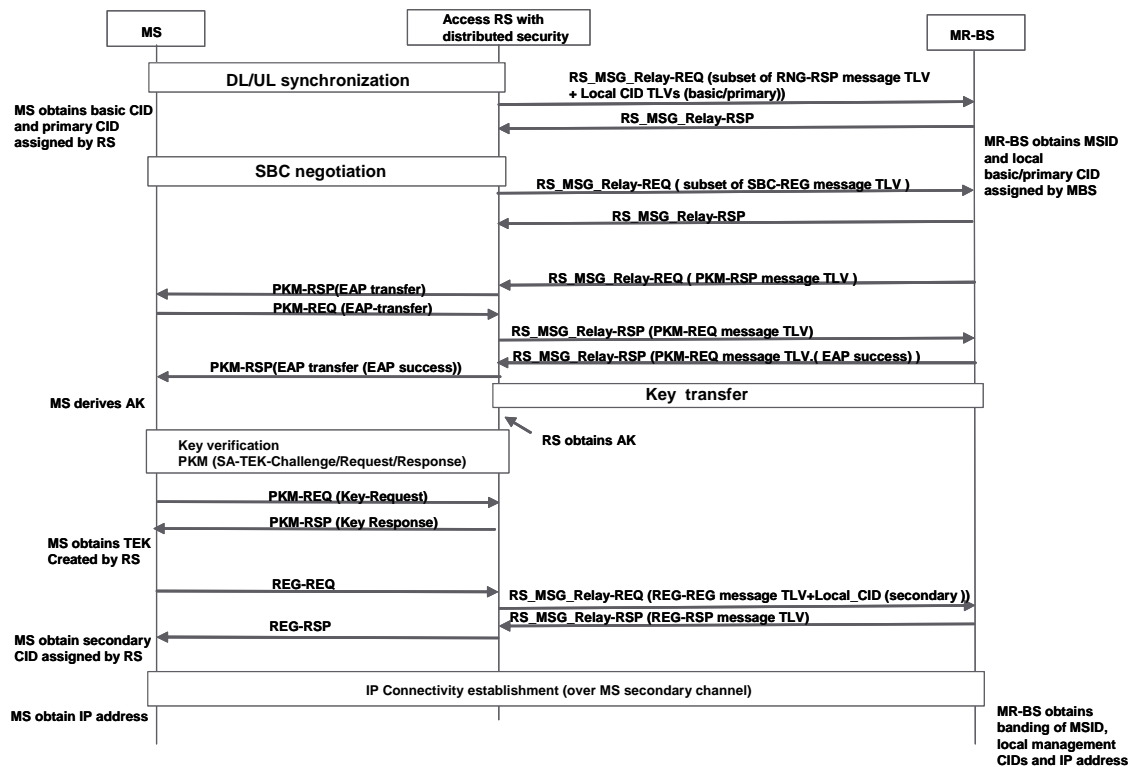 MS
Access RS with
distributed security
MR-BS
DL/UL synchronization
RS_MSG_Relay-REQ (subset of RNG-RSP message TLV
+ Local CID TLVs (basic/primary))
MS obtains basic CID
and primary CID
assigned by RS
RS_MSG_Relay-RSP
MR-BS obtains MSID
and local
basic/primary CID
assigned by MBS
SBC negotiation
RS_MSG_Relay-REQ ( subset of SBC-REG message TLV )
RS_MSG_Relay-RSP
RS_MSG_Relay-REQ ( PKM-RSP message TLV )
PKM-RSP(EAP transfer)
PKM-REQ (EAP-transfer)
RS_MSG_Relay-RSP (PKM-REQ message TLV)
RS_MSG_Relay-RSP (PKM-REQ message TLV.( EAP success) )
PKM-RSP(EAP transfer (EAP success))
Key transfer
MS derives AK
RS obtains AK
Key verification
PKM (SA-TEK-Challenge/Request/Response)
PKM-REQ (Key-Request)
PKM-RSP (Key Response)
MS obtains TEK
Created by RS
REG-REQ
RS_MSG_Relay-REQ (REG-REG message TLV+Local_CID (secondary ))
RS_MSG_Relay-RSP (REG-RSP message TLV)
REG-RSP
MS obtain secondary
CID assigned by RS
IP Connectivity establishment (over MS secondary channel)
MS obtain IP address
MR-BS obtains
banding of MSID,
local management
CIDs and IP address